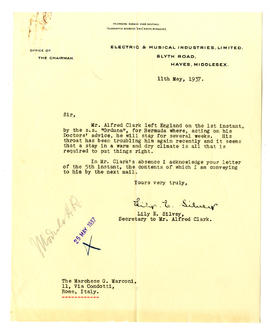 OFFICE OF
THE CHAIRMAN.
ELECTRIC & MUSICAL INDUSTRIES, LIMITED.
BLYTH ROAD,
HAYES, MIDDLESEX.
11th May, 1937.
Sir,
Mr. Alfred Clark left England on the 1st instant,
by the s.s. "Orduna", for Bermuda where, acting on his
Doctors' advice, he will stay for several weeks. His
throat has been troubling him again recently and it seems
that a stay in a warm and dry climate is all that is
required to put things right.
In Mr. Clark's absence I acknowledge your letter
of the 5th instant, the contents of which I am conveying
to him by the next mail.
Yours very truly,
Lily E. Silvey
Lily E. Silvey,
Secretary to Mr. Alfred Clark.
25 MAY 1937
The Marchese G. Marconi,
11, Via Condotti,
Rome, Italy.